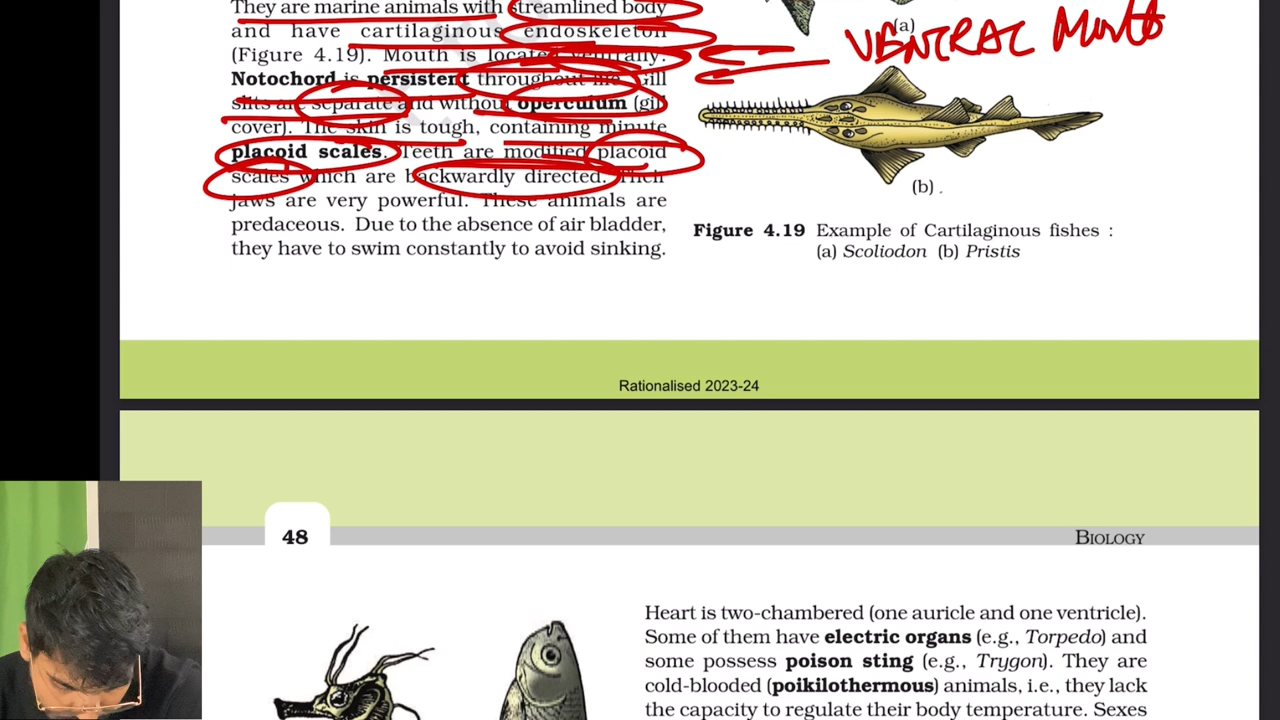 They are marine animals with streamlined body
and have cartilaginous endoskeleton
(Figure 4.19). Mouth is located ventrally.
Notochord is persistent throughout life. Gill
slits are separate and without operculum (gill
cover). The skin is tough, containing minute
placoid scales. Teeth are modified placoid
scales which are backwardly directed. Their
jaws are very powerful. These animals are
predaceous. Due to the absence of air bladder,
they have to swim constantly to avoid sinking.
(a)
VENTRAL
(b)
Figure 4.19 Example of Cartilaginous fishes :
(a) Scoliodon (b) Pristis
Rationalised 2023-24
48
BIOLOGY
Heart is two-chambered (one auricle and one ventricle).
Some of them have electric organs (e.g., Torpedo) and
some possess poison sting (e.g., Trygon). They are
cold-blooded (poikilothermous) animals, i.e., they lack
the capacity to regulate their body temperature. Sexes